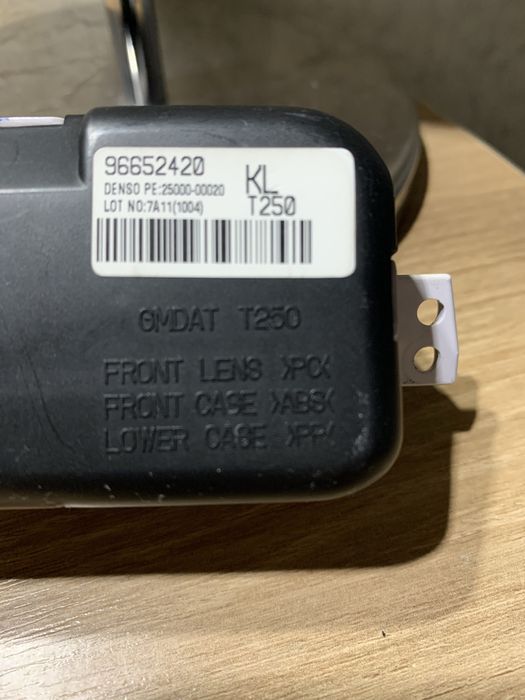 96652420
KL
DENSO PE:25000-00020
LOT NO:7A11(1004)
T250
GMDAT T250
FRONT LENS >PC<
FRONT CASE >ABS<
LOWER CASE >PP<